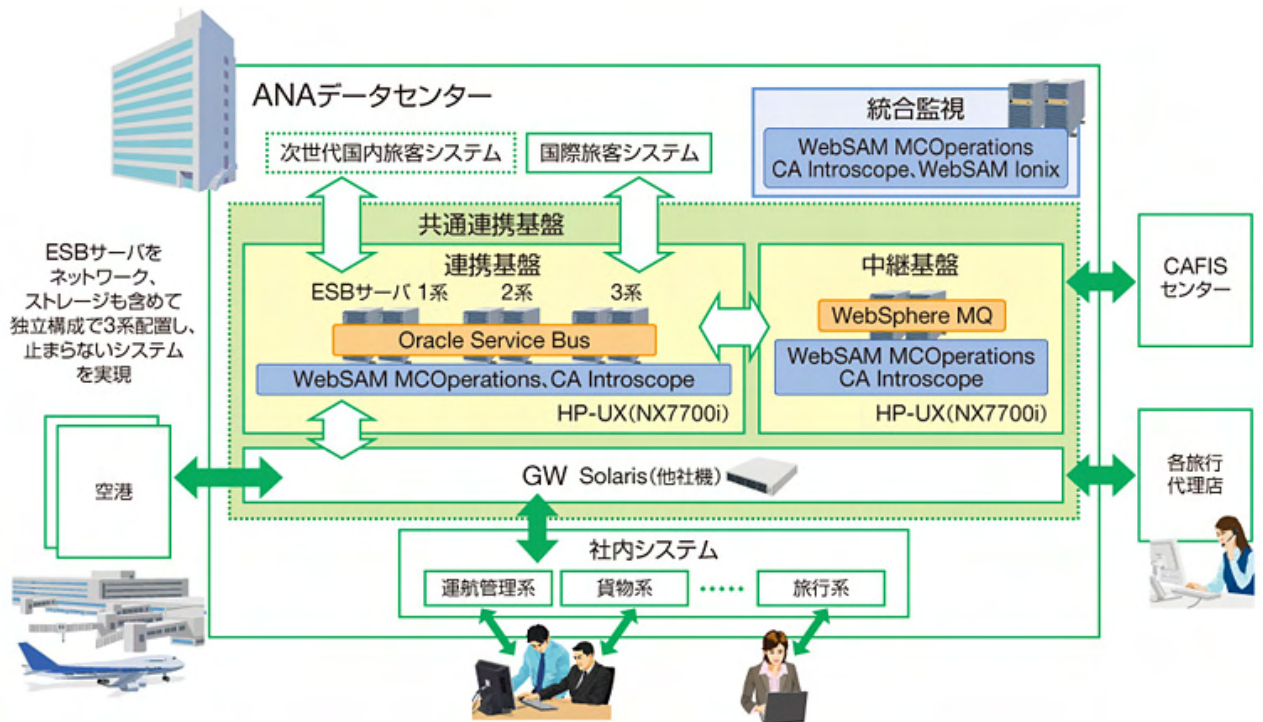 ANAデータセンター
統合監視
WebSAM MCOperations
CA Introscope、WebSAM Ionix
次世代国内旅客システム
国際旅客システム
共通連携基盤
連携基盤
ESBサーバ 1系
2系
3系
Oracle Service Bus
WebSAM MCOperations、CA Introscope
HP-UX(NX7700i)
中継基盤
WebSphere MQ
WebSAM MCOperations
CA Introscope
HP-UX(NX7700i)
ESBサーバを
ネットワーク、
ストレージも含めて
独立構成で3系配置し、
止まらないシステム
を実現
CAFIS
センター
空港
GW Solaris(他社機)
各旅行
代理店
社内システム
運航管理系
貨物系
・・・・・
旅行系